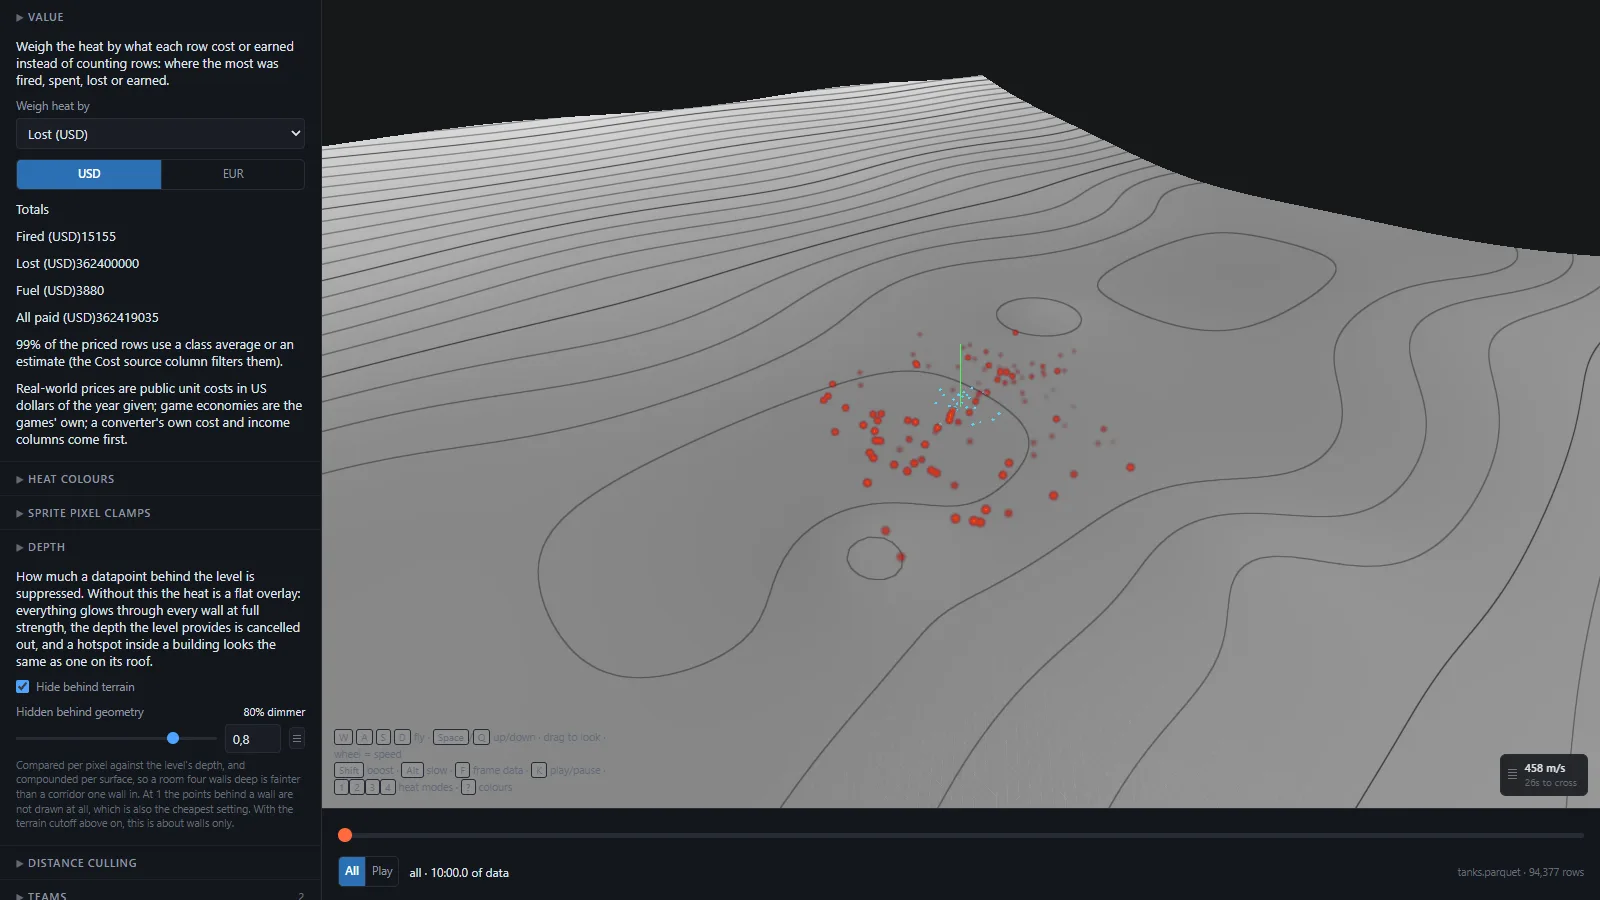 VALUE
Weigh the heat by what each row cost or earned
instead of counting rows: where the most was
fired, spent, lost or earned.
Weigh heat by
Lost (USD)
USD EUR
Totals
Fired (USD)15155
Lost (USD)362400000
Fuel (USD)3880
All paid (USD)362419035
99% of the priced rows use a class average or an
estimate (the Cost source column filters them).
Real-world prices are public unit costs in US
dollars of the year given; game economies are the
games' own; a converter's own cost and income
columns come first.
HEAT COLOURS
SPRITE PIXEL CLAMPS
DEPTH
How much a datapoint behind the level is
suppressed. Without this the heat is a flat overlay:
everything glows through every wall at full
strength, the depth the level provides is cancelled
out, and a hotspot inside a building looks the
same as one on its roof.
Hide behind terrain
Hidden behind geometry 80% dimmer
0,8
Compared per pixel against the level's depth, and
compounded per surface, so a room four walls deep is fainter
than a corridor one wall in. At 1 the points behind a wall are
not drawn at all, which is also the cheapest setting. With the
terrain cutoff above on, this is about walls only.
DISTANCE CULLING
TEAMS 2
W A S D fly · Space / Q up/down · drag to look ·
wheel = speed
Shift boost · Alt slow · F frame data · K play/pause ·
1 2 3 4 heat modes · ? colours
458 m/s
26s to cross
All Play all · 10:00.0 of data
tanks.parquet · 94,377 rows